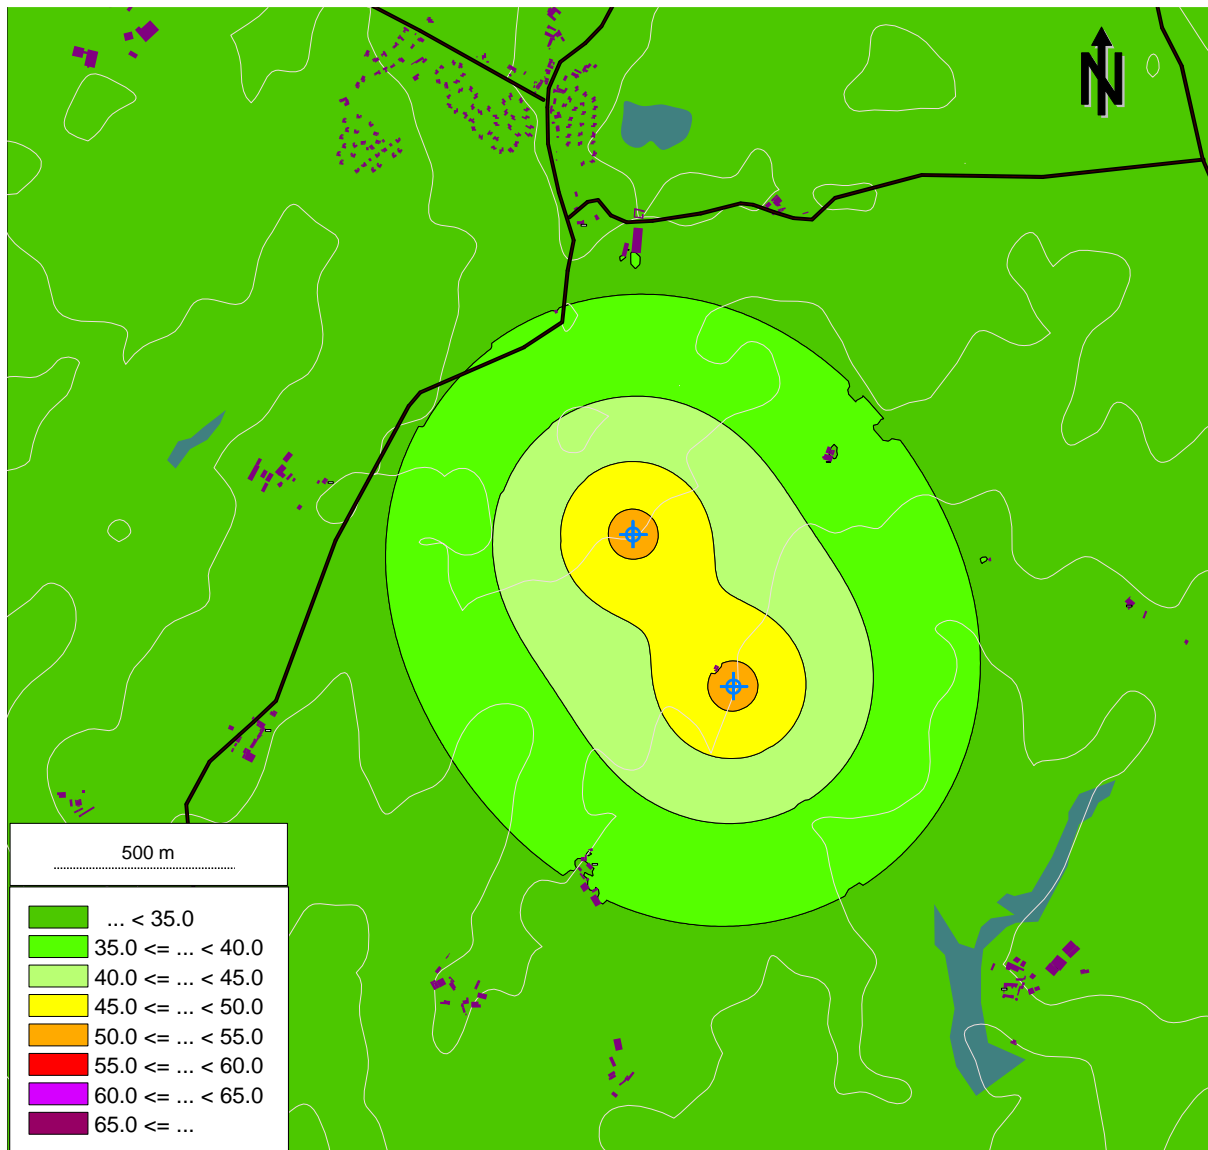 N
500 m
... < 35.0
35.0 <= ... < 40.0
40.0 <= ... < 45.0
45.0 <= ... < 50.0
50.0 <= ... < 55.0
55.0 <= ... < 60.0
60.0 <= ... < 65.0
65.0 <= ...